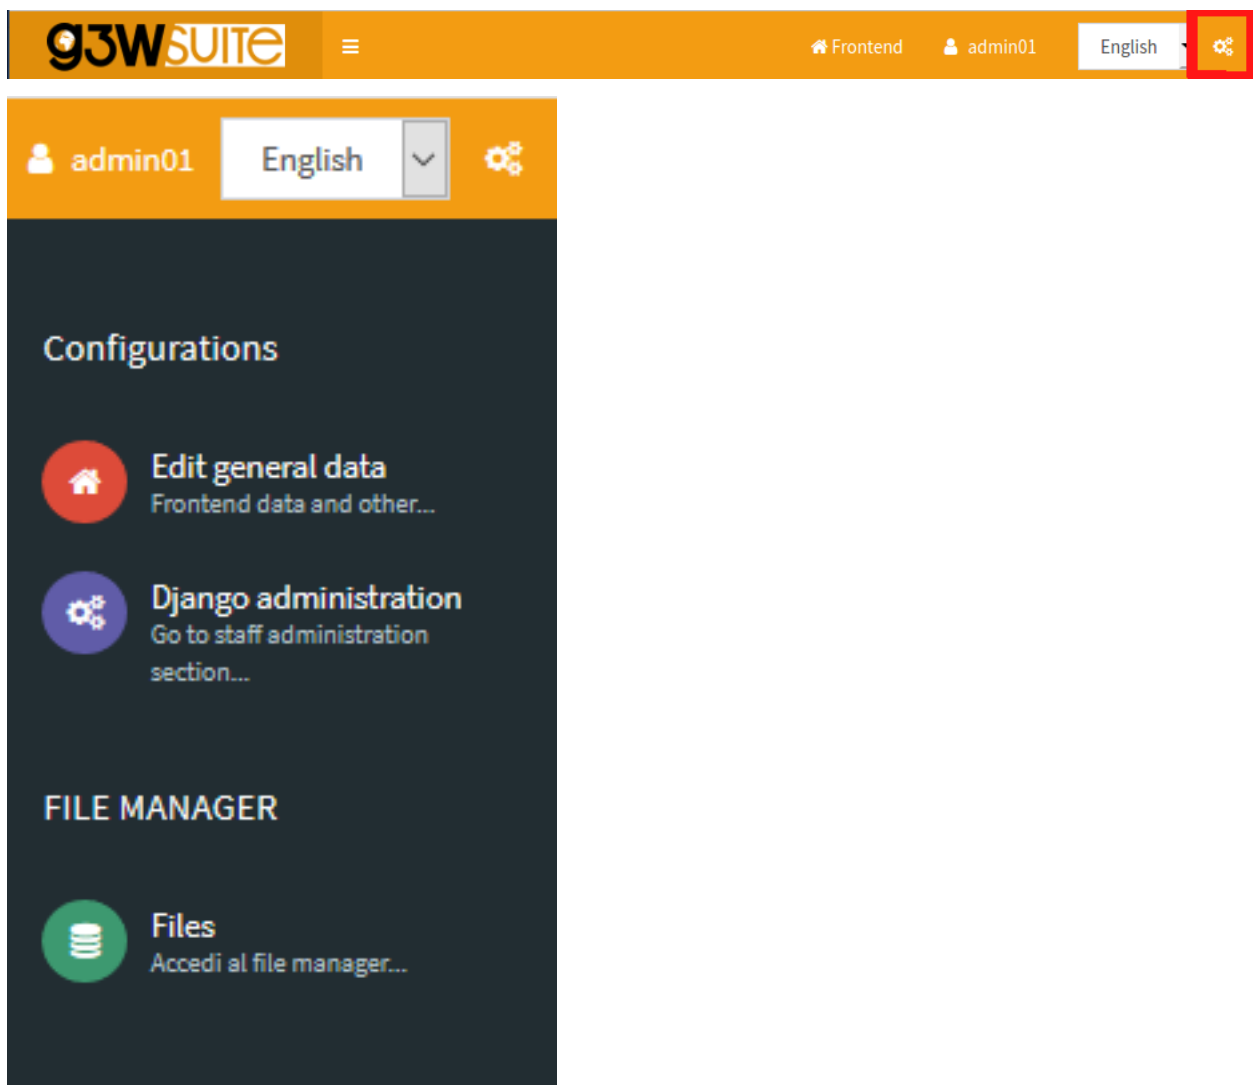 g3wsuite
Frontend admin01 English
admin01 English
Configurations
Edit general data
Frontend data and other...
Django administration
Go to staff administration
section...
FILE MANAGER
Files
Accedi al file manager...